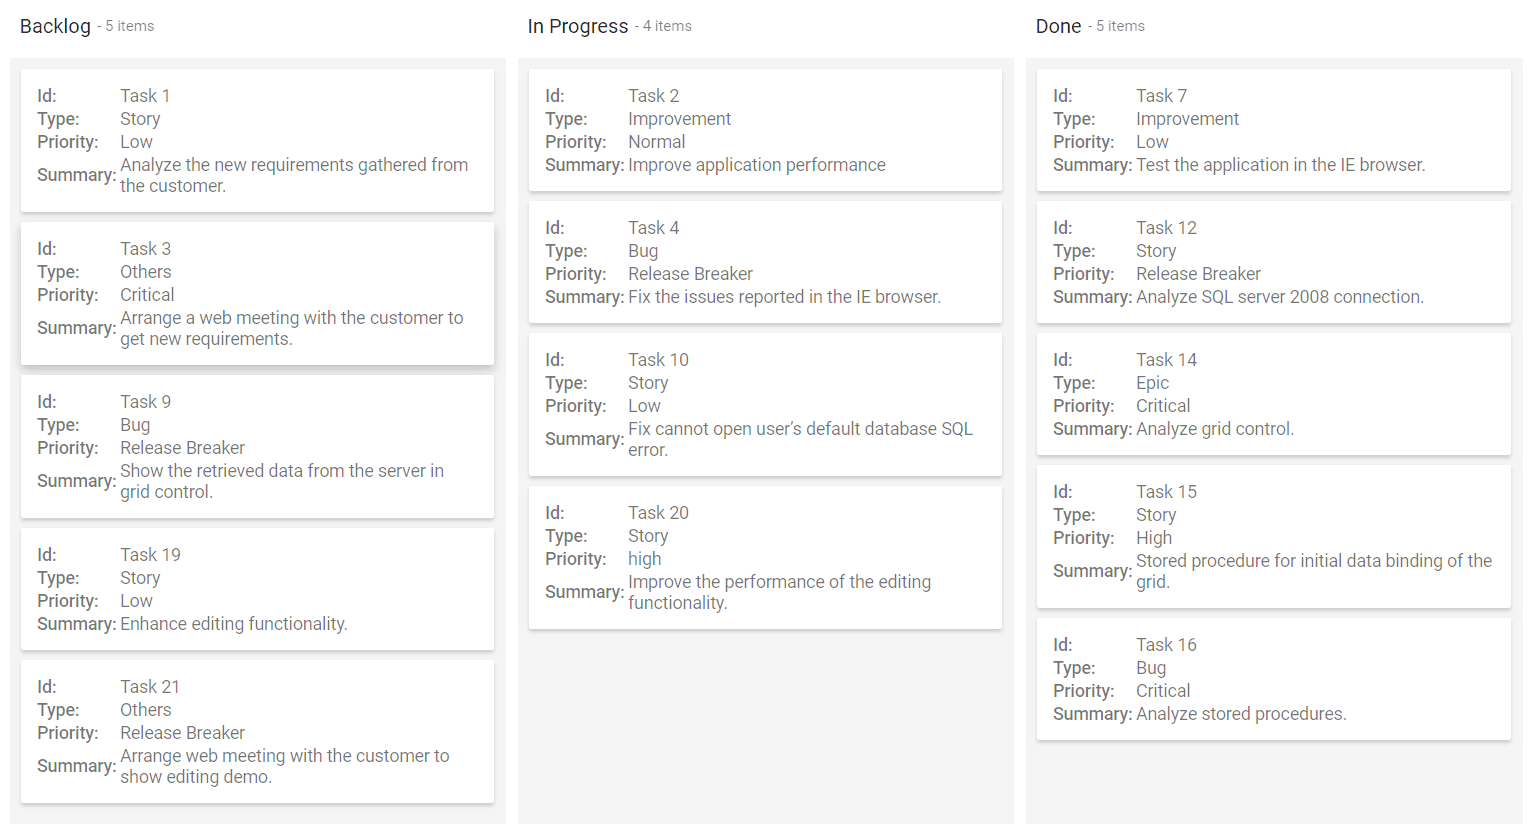 Backlog - 5 items
Id: Task 1
Type: Story
Priority: Low
Summary: Analyze the new requirements gathered from
the customer.
Id: Task 3
Type: Others
Priority: Critical
Summary: Arrange a web meeting with the customer to
get new requirements.
Id: Task 9
Type: Bug
Priority: Release Breaker
Summary: Show the retrieved data from the server in
grid control.
Id: Task 19
Type: Story
Priority: Low
Summary: Enhance editing functionality.
Id: Task 21
Type: Others
Priority: Release Breaker
Summary: Arrange web meeting with the customer to
show editing demo.
In Progress - 4 items
Id: Task 2
Type: Improvement
Priority: Normal
Summary: Improve application performance
Id: Task 4
Type: Bug
Priority: Release Breaker
Summary: Fix the issues reported in the IE browser.
Id: Task 10
Type: Story
Priority: Low
Summary: Fix cannot open user’s default database SQL
error.
Id: Task 20
Type: Story
Priority: high
Summary: Improve the performance of the editing
functionality.
Done - 5 items
Id: Task 7
Type: Improvement
Priority: Low
Summary: Test the application in the IE browser.
Id: Task 12
Type: Story
Priority: Release Breaker
Summary: Analyze SQL server 2008 connection.
Id: Task 14
Type: Epic
Priority: Critical
Summary: Analyze grid control.
Id: Task 15
Type: Story
Priority: High
Summary: Stored procedure for initial data binding of the
grid.
Id: Task 16
Type: Bug
Priority: Critical
Summary: Analyze stored procedures.